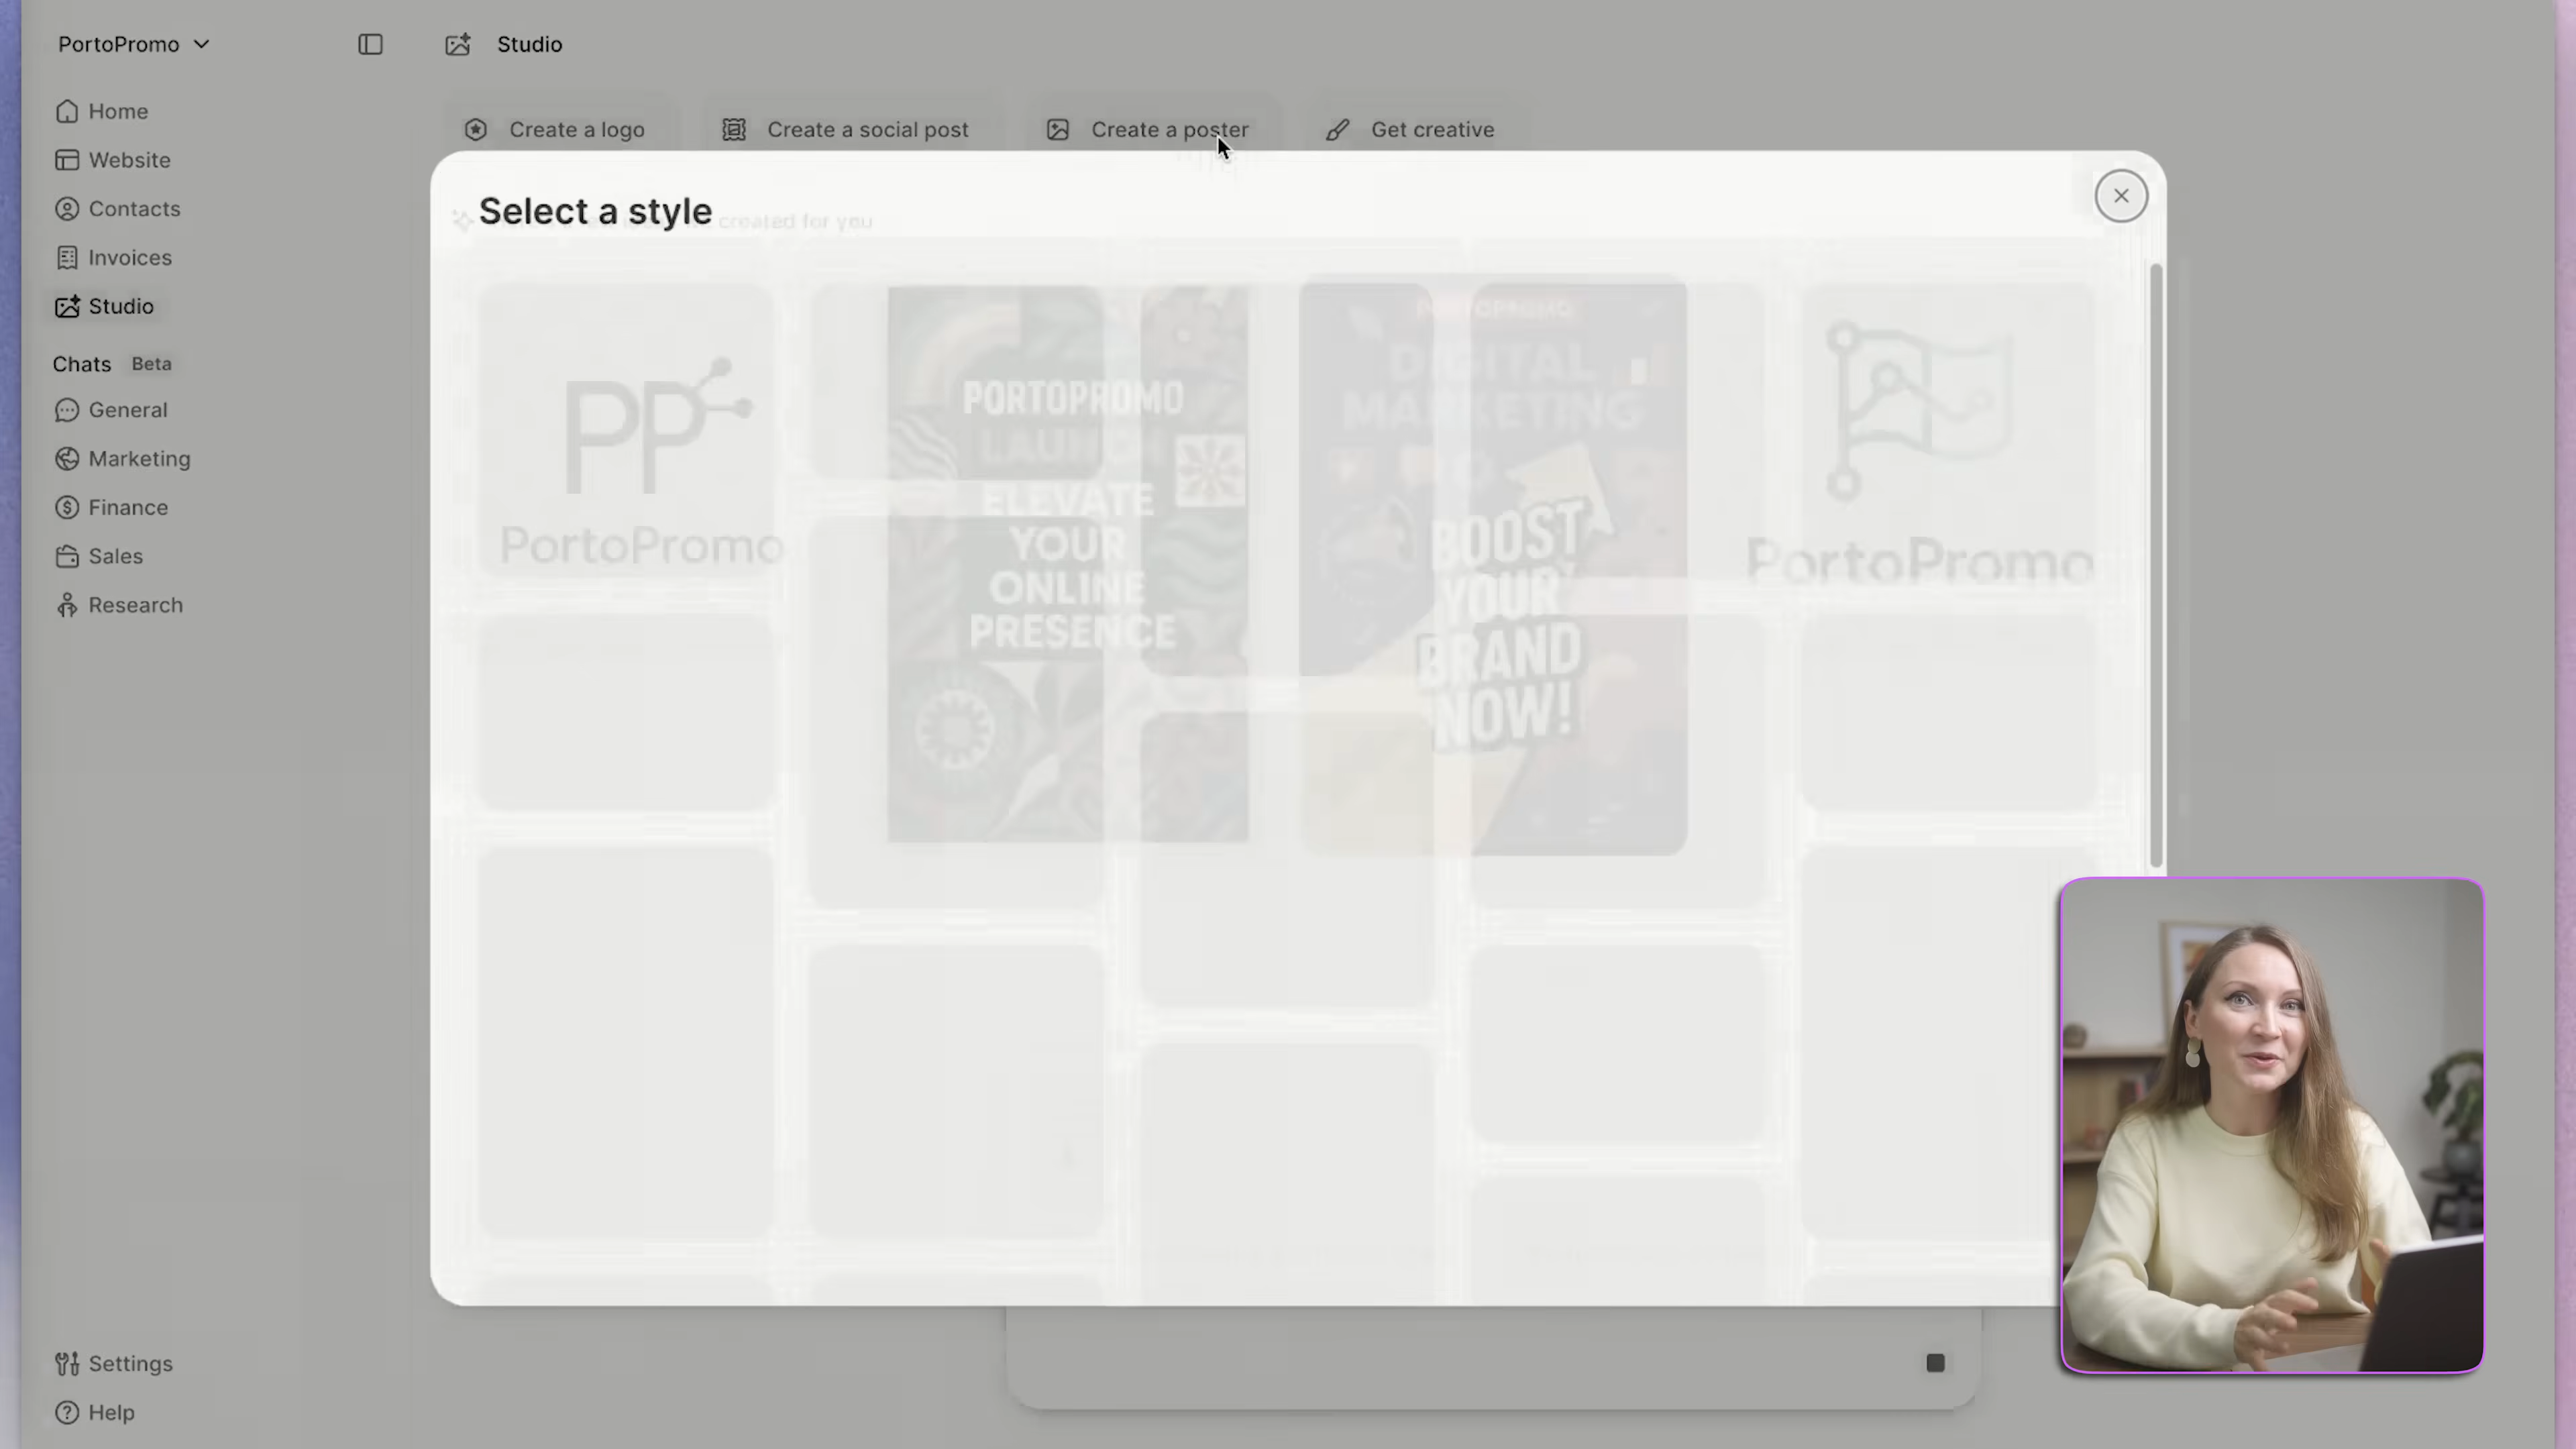 PortoPromo
Studio
Home
Website
Contacts
Invoices
Studio
Chats Beta
General
Marketing
Finance
Sales
Research
Settings
Help
Create a logo
Create a social post
Create a poster
Get creative
Select a style
created for you
PP
PortoPromo
PORTOPROMO
LAUNCH
ELEVATE
YOUR
ONLINE
PRESENCE
PORTOPROMO
DIGITAL
MARKETING
BOOST
YOUR
BRAND
NOW!
PortoPromo